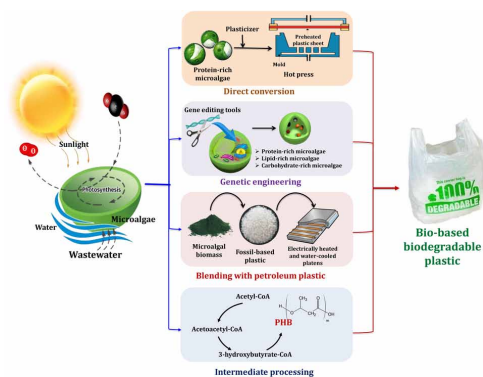 Plasticizer
Preheated
plastic sheet
Mold
Hot press
Protein-rich
microalgae
Direct conversion
Sunlight
Photosynthesis
Microalgae
Water
Wastewater
Gene editing tools
➢ Protein-rich microalgae
➢ Lipid-rich microalgae
➢ Carbohydrate-rich microalgae
Genetic engineering
Microalgal
biomass
Fossil-based
plastic
Electrically heated
and water-cooled
platens
Blending with petroleum plastic
Acetyl-CoA
Acetoacetyl-CoA
3-hydroxybutyrate-CoA
PHB
H
O
O
OH
Intermediate processing
100%
DEGRADABLE
Bio-based
biodegradable
plastic